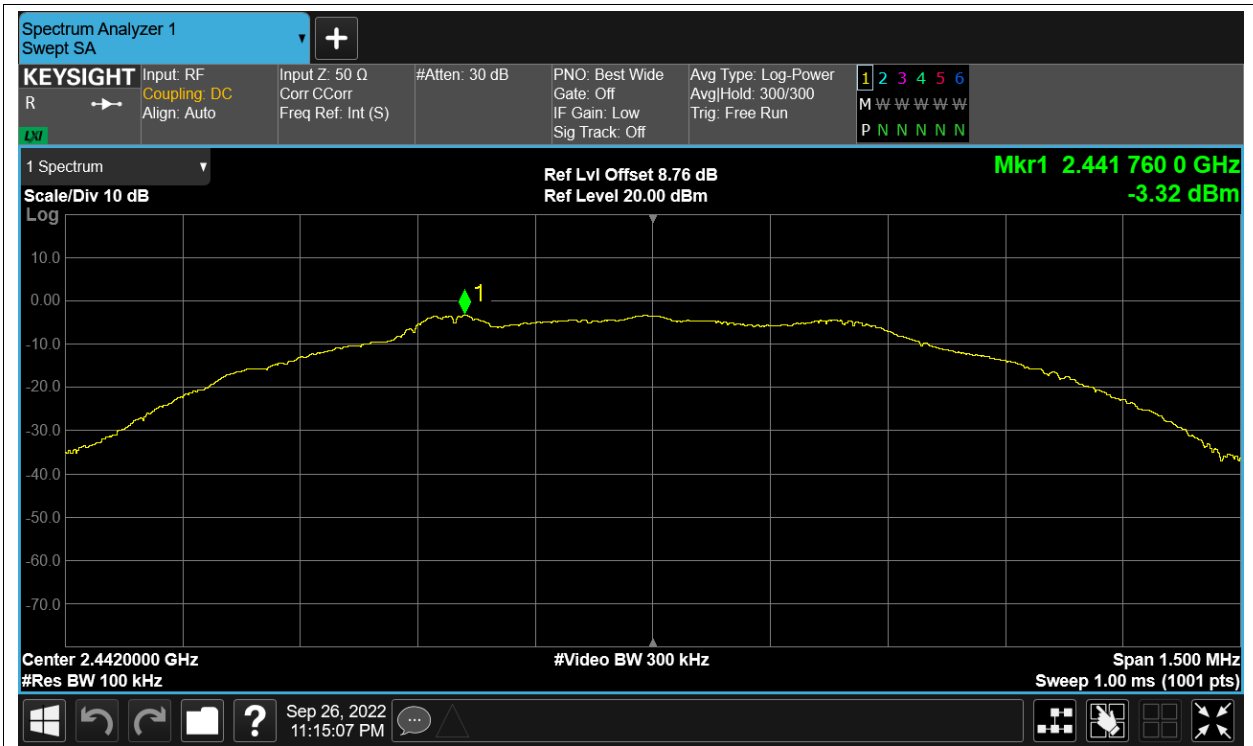 Spectrum Analyzer 1
Swept SA
KEYSIGHT
R
LXI
Input: RF
Coupling: DC
Align: Auto
Input Z: 50 Ω
Corr CCorr
Freq Ref: Int (S)
#Atten: 30 dB
PNO: Best Wide
Gate: Off
IF Gain: Low
Sig Track: Off
Avg Type: Log-Power
Avg|Hold: 300/300
Trig: Free Run
1 2 3 4 5 6
M W W W W W
P N N N N N
1 Spectrum
Scale/Div 10 dB
Log
Ref Lvl Offset 8.76 dB
Ref Level 20.00 dBm
Mkr1 2.441 760 0 GHz
-3.32 dBm
10.0
0.00
1
-10.0
-20.0
-30.0
-40.0
-50.0
-60.0
-70.0
Center 2.4420000 GHz
#Video BW 300 kHz
Span 1.500 MHz
#Res BW 100 kHz
Sweep 1.00 ms (1001 pts)
?
Sep 26, 2022
11:15:07 PM